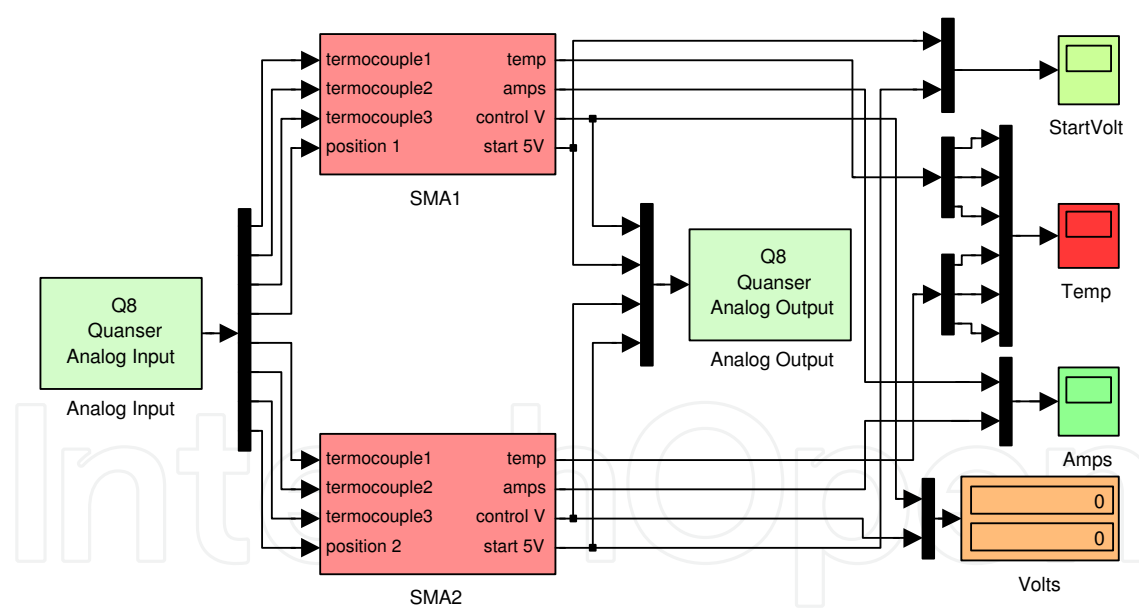 Q8
Quanser
Analog Input
Analog Input
termocouple1
termocouple2
termocouple3
position 1
temp
amps
control V
start 5V
SMA1
termocouple1
termocouple2
termocouple3
position 2
temp
amps
control V
start 5V
SMA2
Q8
Quanser
Analog Output
Analog Output
StartVolt
Temp
Amps
0
0
Volts
IntechOpen